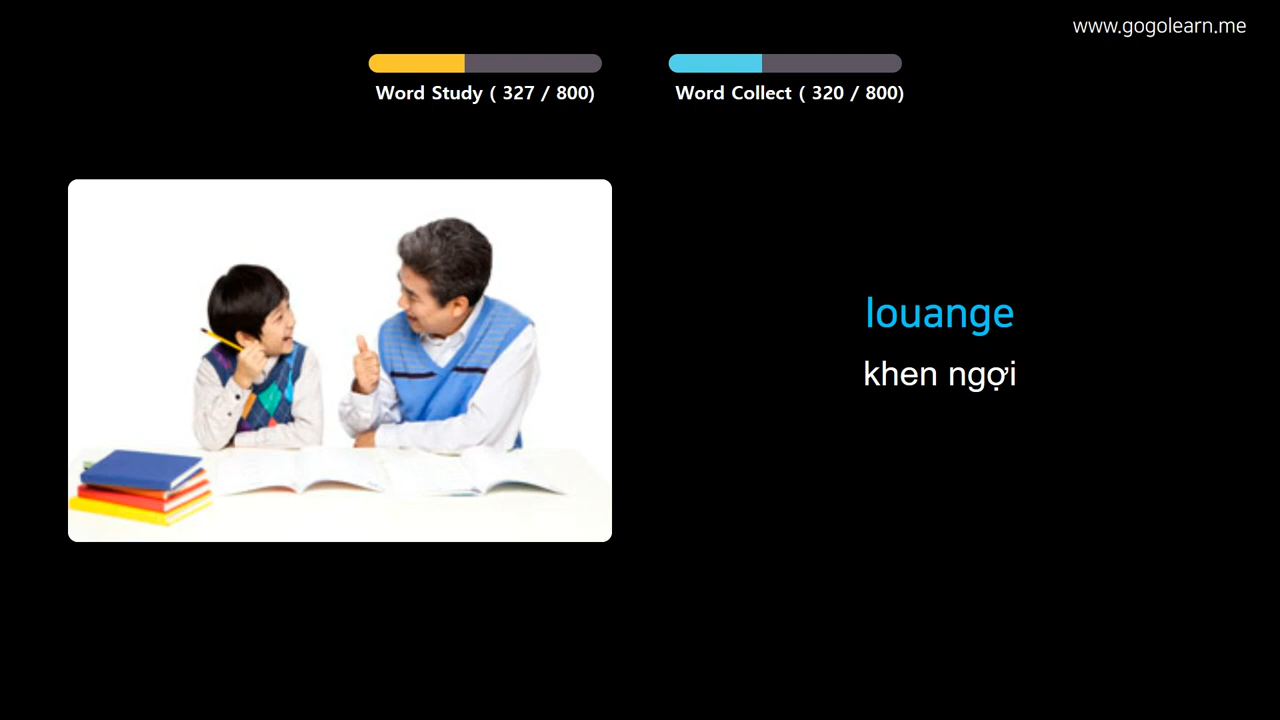 www.gogolearn.me
Word Study ( 327 / 800)
Word Collect ( 320 / 800)
louange
khen ngợi